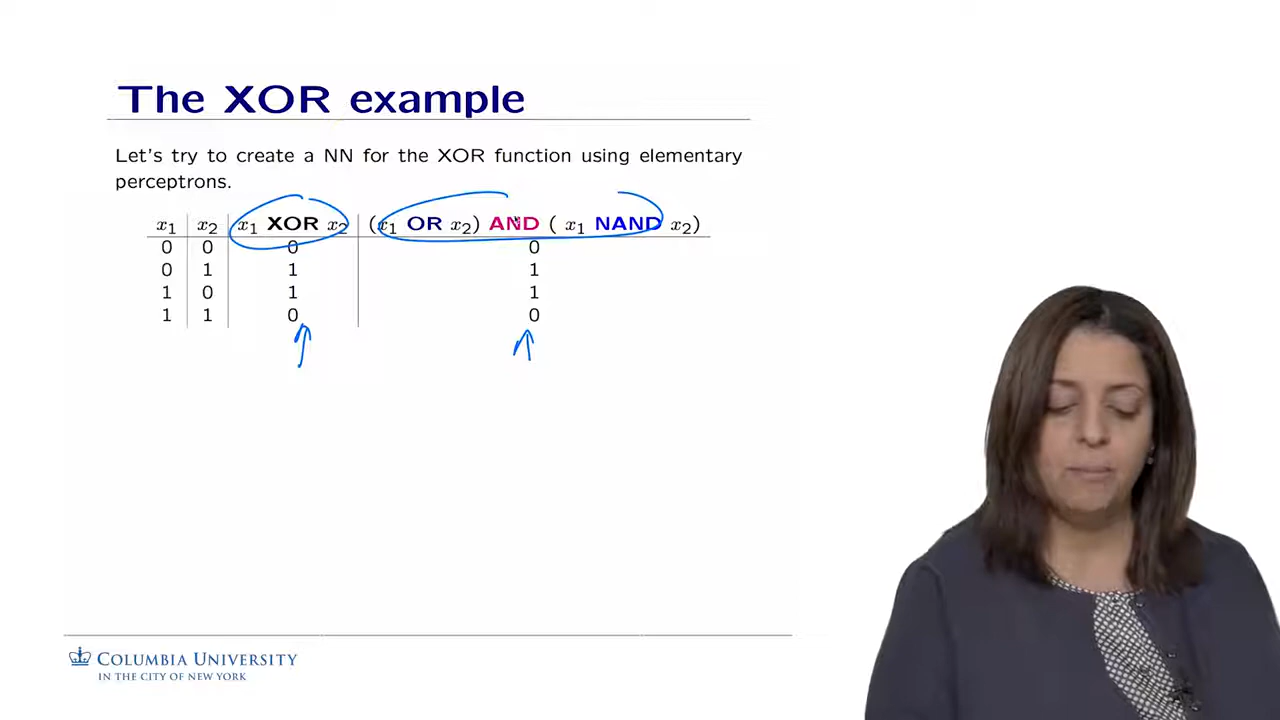 The XOR example
Let's try to create a NN for the XOR function using elementary
perceptrons.
x₁ x₂ x₁ XOR x₂ (x₁ OR x₂) AND ( x₁ NAND x₂)
0 0 0 0
0 1 1 1
1 0 1 1
1 1 0 0
COLUMBIA UNIVERSITY
IN THE CITY OF NEW YORK